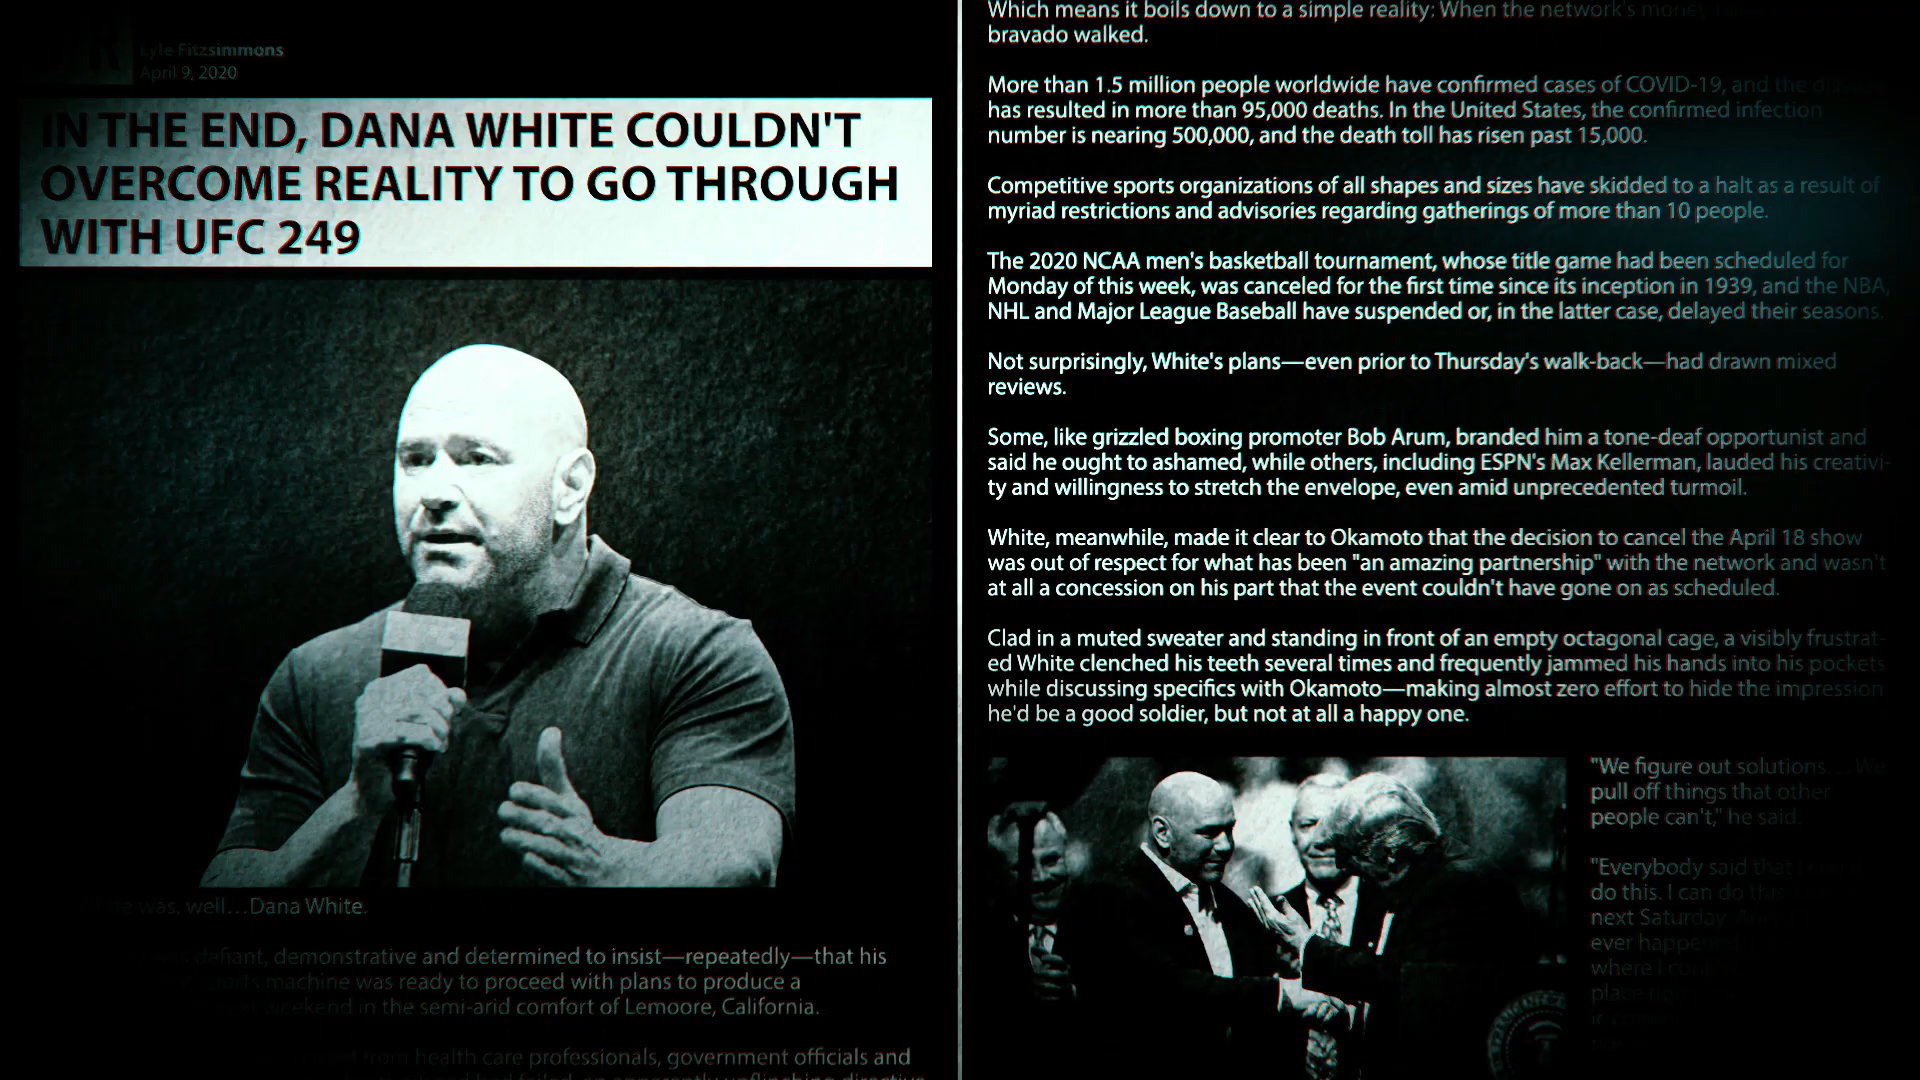 Lyle Fitzsimmons
April 9, 2020
IN THE END, DANA WHITE COULDN'T
OVERCOME REALITY TO GO THROUGH
WITH UFC 249
was, well…Dana White.
defiant, demonstrative and determined to insist—repeatedly—that his
machine was ready to proceed with plans to produce a
weekend in the semi-arid comfort of Lemoore, California.
from health care professionals, government officials and
Which means it boils down to a simple reality: When the network's money
bravado walked.
More than 1.5 million people worldwide have confirmed cases of COVID-19, and the
has resulted in more than 95,000 deaths. In the United States, the confirmed infection
number is nearing 500,000, and the death toll has risen past 15,000.
Competitive sports organizations of all shapes and sizes have skidded to a halt as a result of
myriad restrictions and advisories regarding gatherings of more than 10 people.
The 2020 NCAA men's basketball tournament, whose title game had been scheduled for
Monday of this week, was canceled for the first time since its inception in 1939, and the NBA,
NHL and Major League Baseball have suspended or, in the latter case, delayed their seasons.
Not surprisingly, White's plans—even prior to Thursday's walk-back—had drawn mixed
reviews.
Some, like grizzled boxing promoter Bob Arum, branded him a tone-deaf opportunist and
said he ought to ashamed, while others, including ESPN's Max Kellerman, lauded his creativi-
ty and willingness to stretch the envelope, even amid unprecedented turmoil.
White, meanwhile, made it clear to Okamoto that the decision to cancel the April 18 show
was out of respect for what has been "an amazing partnership" with the network and wasn't
at all a concession on his part that the event couldn't have gone on as scheduled.
Clad in a muted sweater and standing in front of an empty octagonal cage, a visibly frustrat-
ed White clenched his teeth several times and frequently jammed his hands into his pockets
while discussing specifics with Okamoto—making almost zero effort to hide the impression
he'd be a good soldier, but not at all a happy one.
"We figure out solutions.... We
pull off things that other
people can't," he said.
"Everybody said that I
do this. I can do this
next Saturday.
ever happened
where I
place